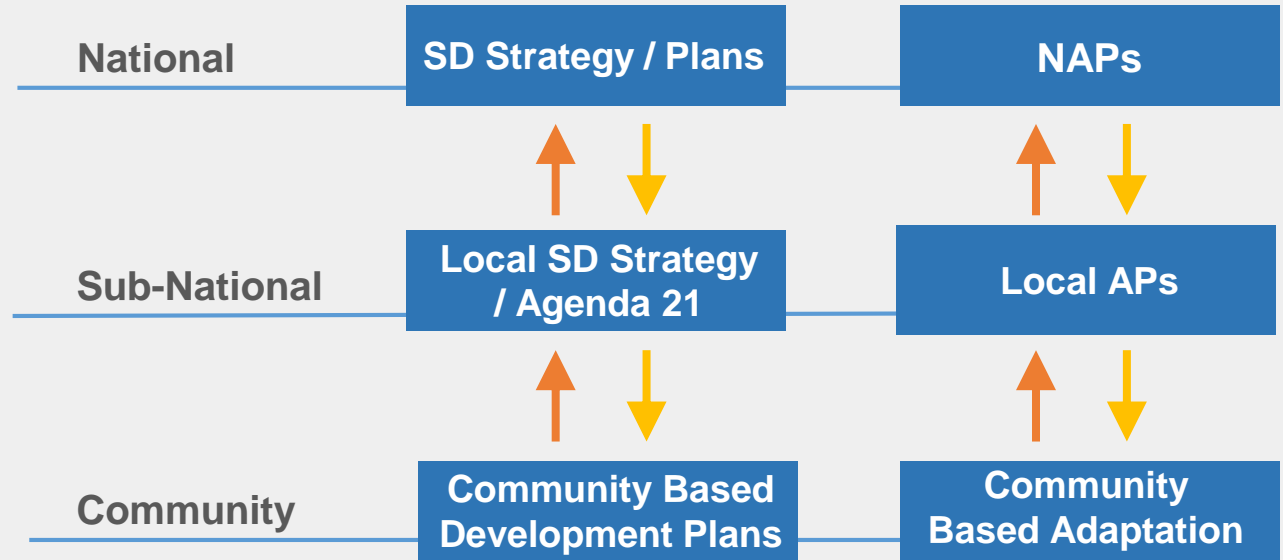 National
SD Strategy / Plans
NAPs
Sub-National
Local SD Strategy
/ Agenda 21
Local APs
Community
Community Based
Development Plans
Community
Based Adaptation